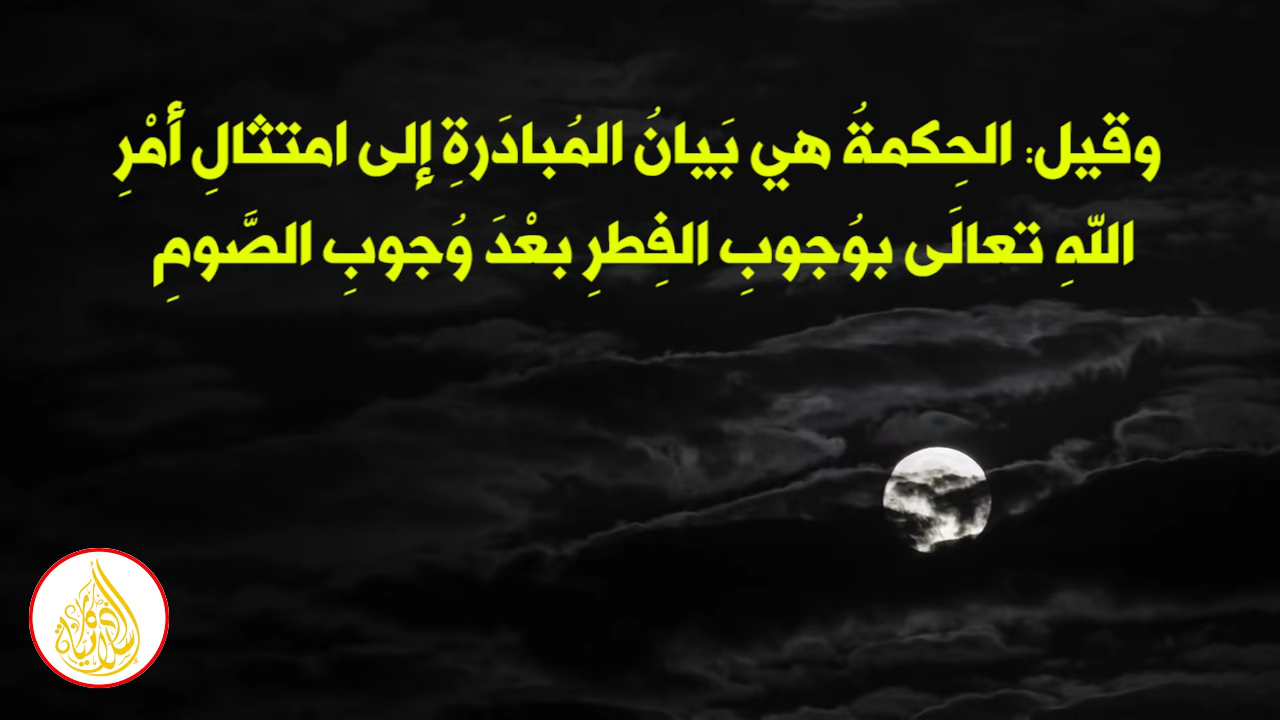 وقيل: الحِكمةُ هي بَيانُ المُبادَرةِ إلى امتثالِ أمْرِ
اللهِ تعالَى بوُجوبِ الفِطرِ بعْدَ وُجوبِ الصَّومِ